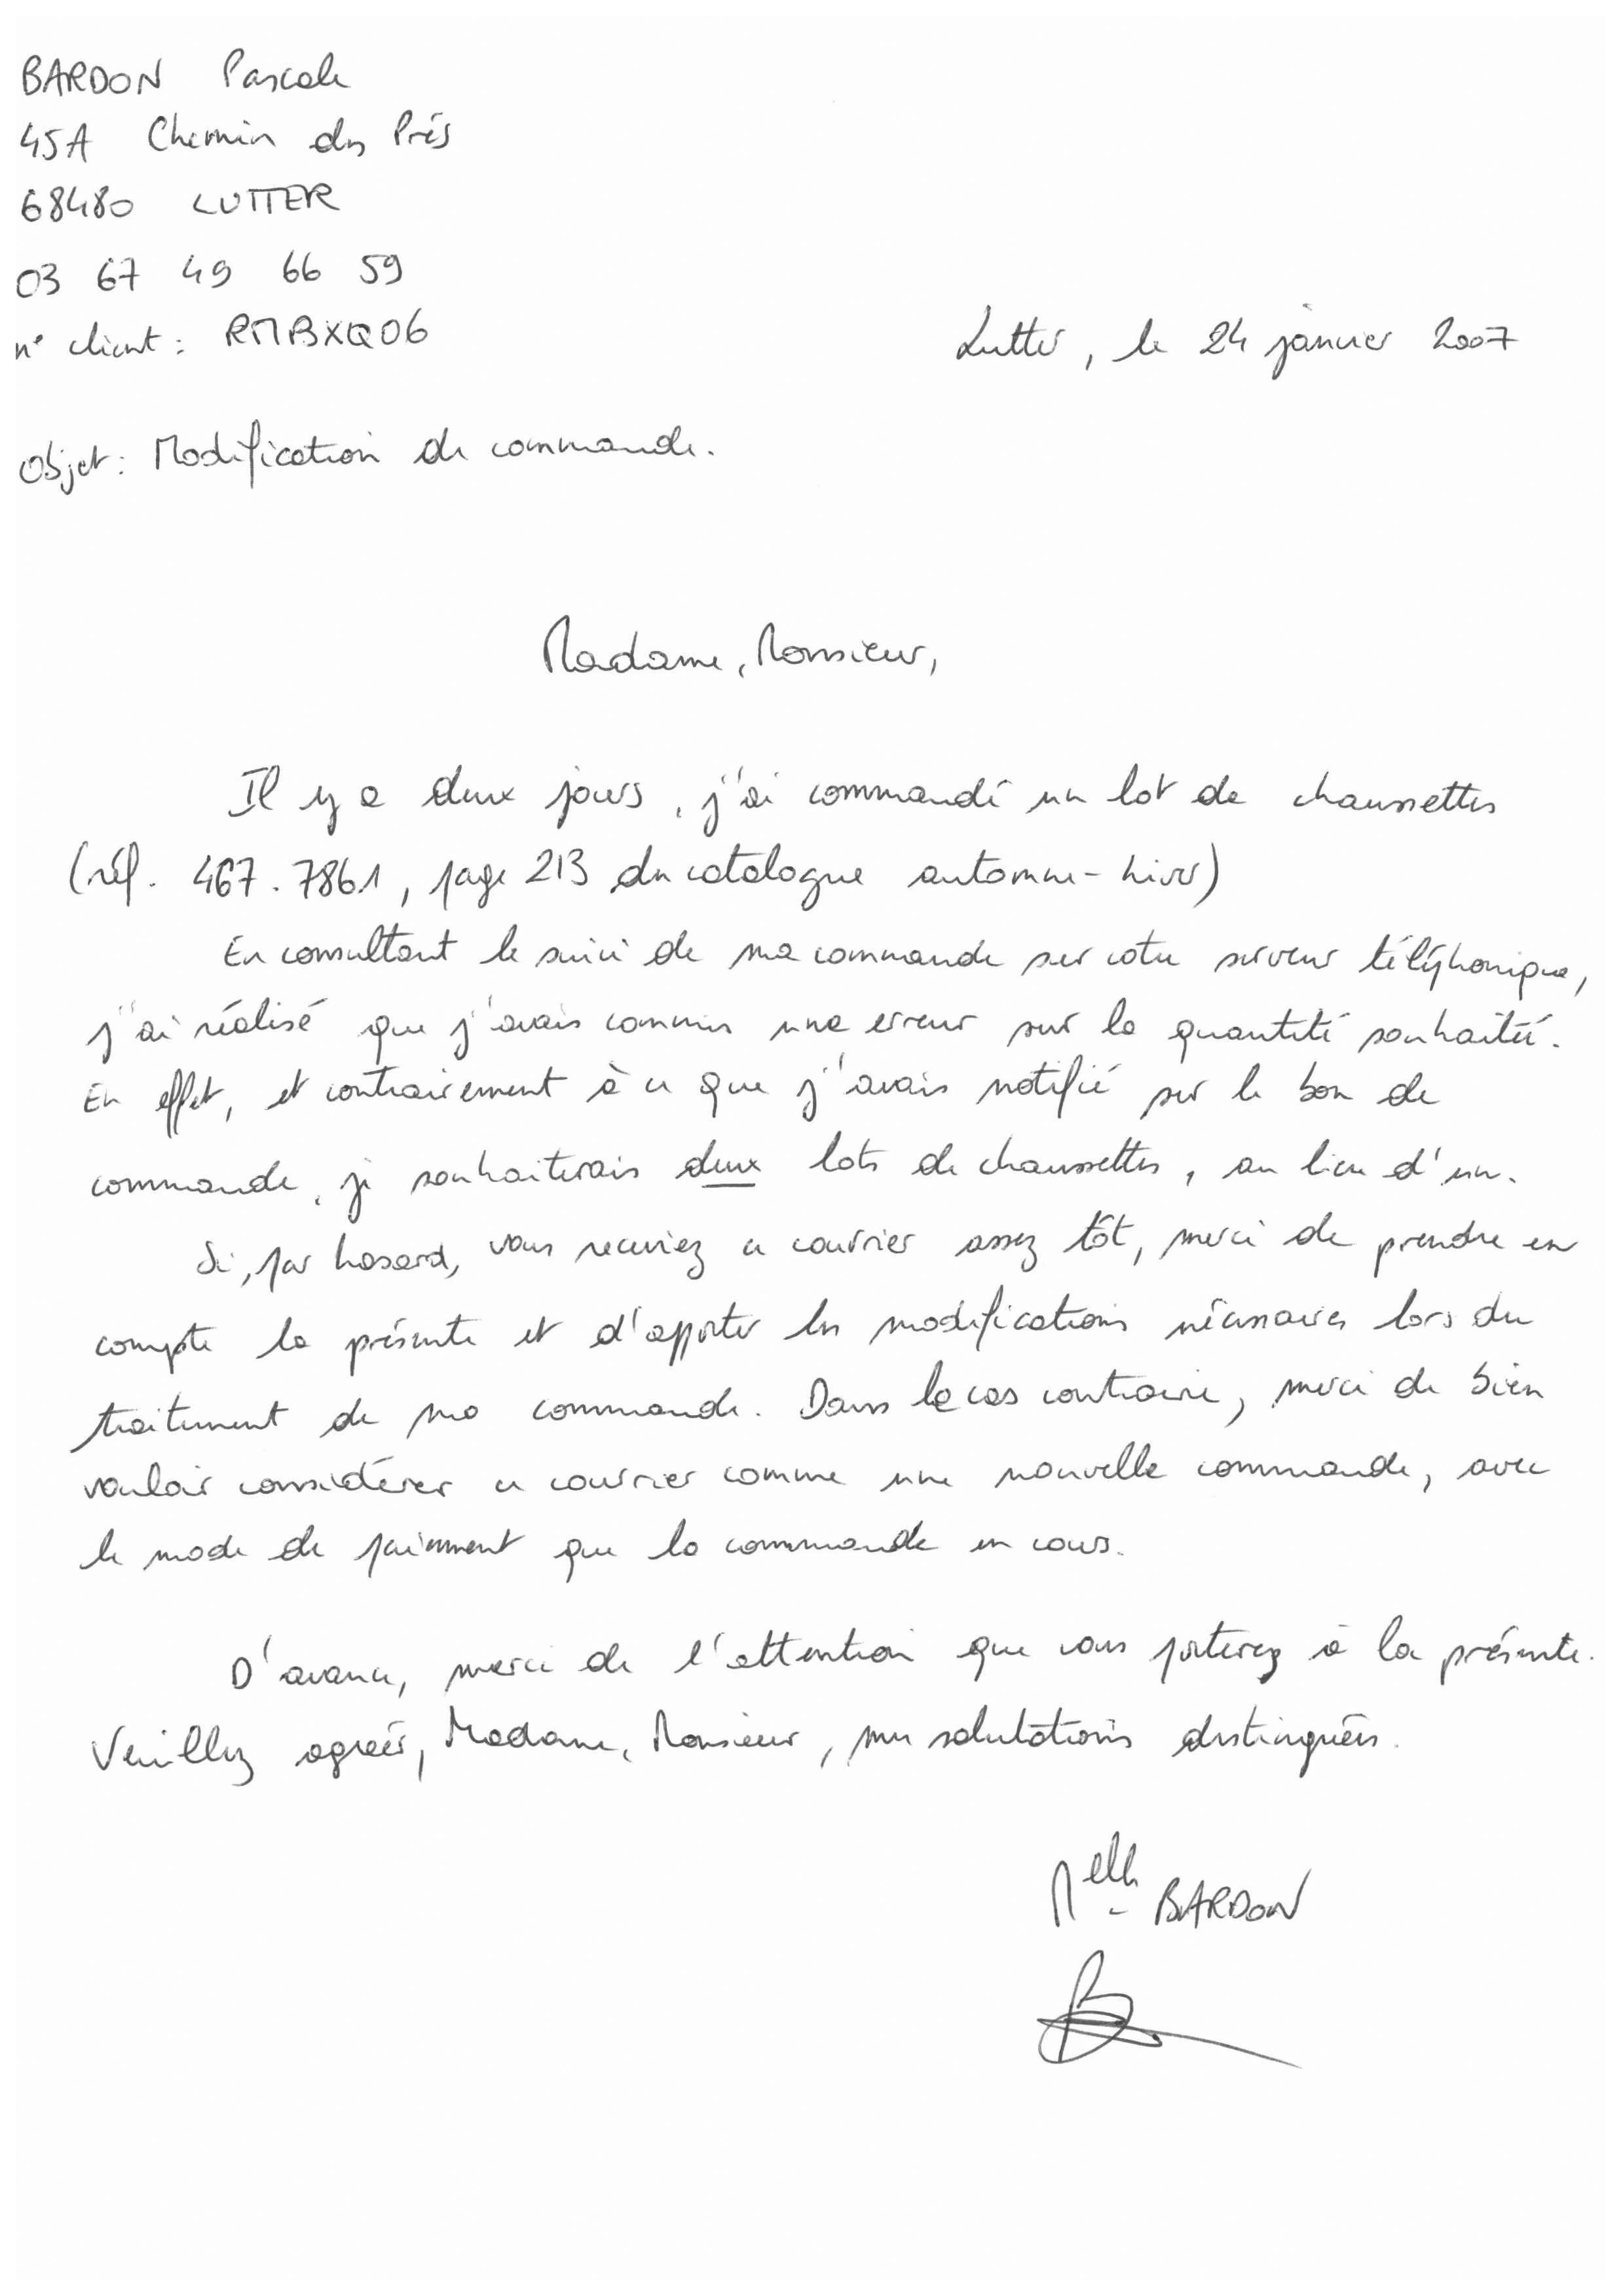 BARDON Pascale
45A Chemin des Prés
68480 LUTTER
03 67 49 66 59
n° client : RMBXQ06
Lutter, le 24 janvier 2007
Objet : Modification de commande.
Madame, Monsieur,
Il y a deux jours, j'ai commandé un lot de chaussettes
(réf. 467.7861, page 213 du catalogue automne-hiver)
En consultant le suivi de ma commande sur votre serveur téléphonique,
j'ai réalisé que j'avais commis une erreur sur la quantité souhaitée.
En effet, et contrairement à ce que j'avais notifié sur le bon de
commande, je souhaiterais deux lots de chaussettes, au lieu d'un.
Si, par hasard, vous receviez ce courrier assez tôt, merci de prendre en
compte la présente et d'apporter les modifications nécessaires lors du
traitement de ma commande. Dans le cas contraire, merci de bien
vouloir considérer ce courrier comme une nouvelle commande, avec
le mode de paiement que la commande en cours.
D'avance, merci de l'attention que vous porterez à la présente.
Veuillez agréer, Madame, Monsieur, mes salutations distinguées.
Melle BARDON